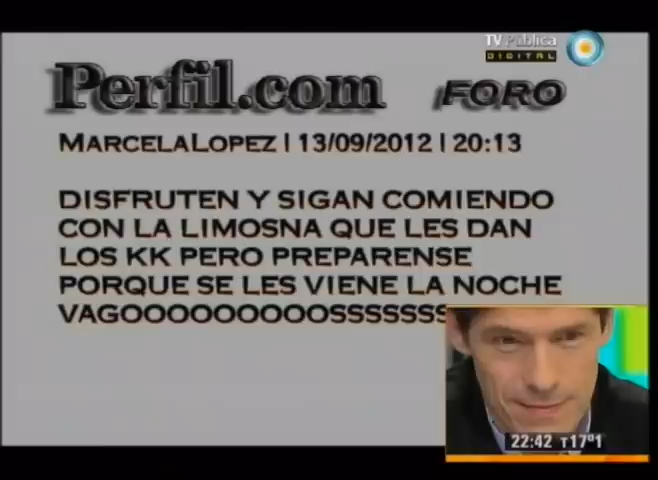 TV Pública
DIGITAL
Perfil.com FORO
MARCELALOPEZ | 13/09/2012 | 20:13
DISFRUTEN Y SIGAN COMIENDO
CON LA LIMOSNA QUE LES DAN
LOS KK PERO PREPARENSE
PORQUE SE LES VIENE LA NOCHE
VAGOOOOOOOOOOSSSSSSS
22:42 T17º1